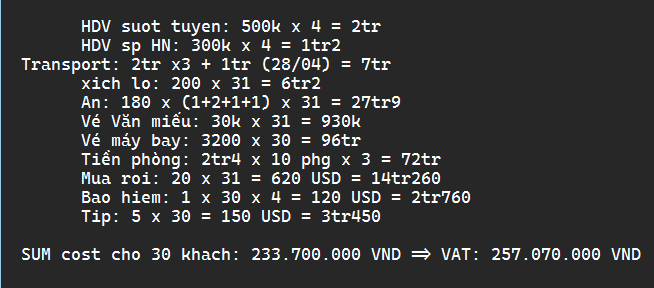 HDV suot tuyen: 500k x 4 = 2tr
HDV sp HN: 300k x 4 = 1tr2
Transport: 2tr x3 + 1tr (28/04) = 7tr
xich lo: 200 x 31 = 6tr2
An: 180 x (1+2+1+1) x 31 = 27tr9
Vé Văn miếu: 30k x 31 = 930k
Vé máy bay: 3200 x 30 = 96tr
Tiền phòng: 2tr4 x 10 phg x 3 = 72tr
Mua roi: 20 x 31 = 620 USD = 14tr260
Bao hiem: 1 x 30 x 4 = 120 USD = 2tr760
Tip: 5 x 30 = 150 USD = 3tr450
SUM cost cho 30 khach: 233.700.000 VND => VAT: 257.070.000 VND